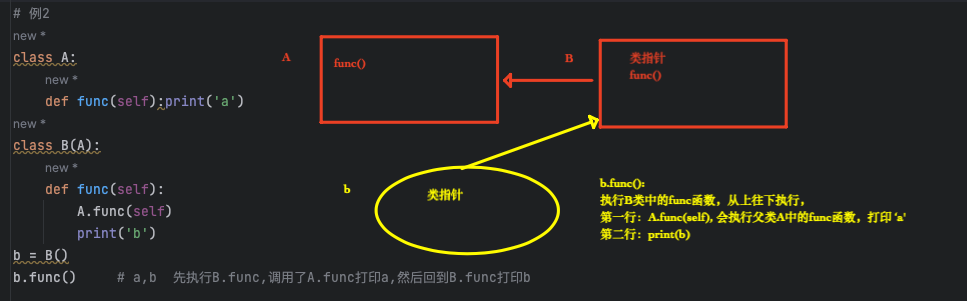 # 例2
new *
class A:
new *
def func(self):print('a')
new *
class B(A):
new *
def func(self):
A.func(self)
print('b')
b = B()
b.func() # a,b 先执行B.func,调用了A.func打印a,然后回到B.func打印b
A
func()
B
类指针
func()
b
类指针
b.func():
执行B类中的func函数，从上往下执行，
第一行：A.func(self), 会执行父类A中的func函数，打印 'a'
第二行：print(b)